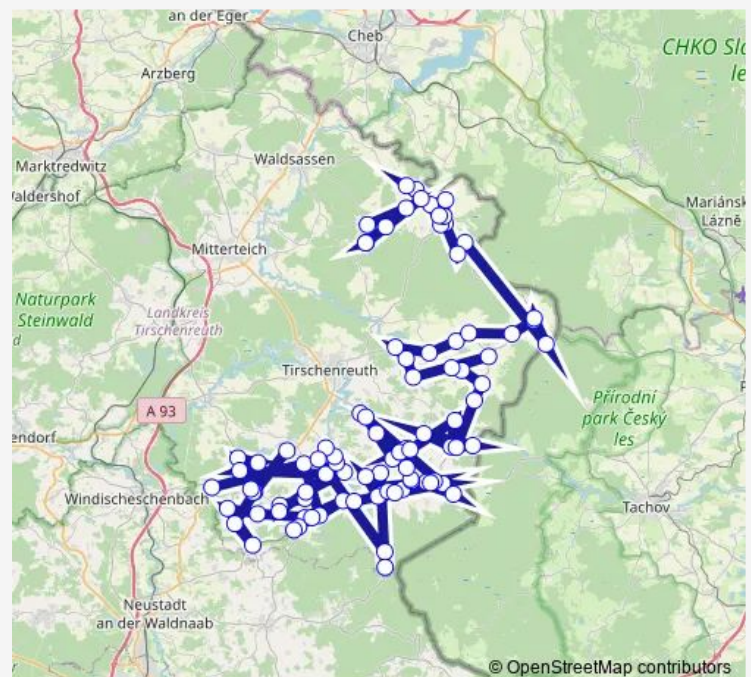 an der Eger
Cheb
CHKO Sla
le
Arzberg
Marktredwitz
Waldershof
Waldsassen
Mariánsk
Lázně
Mitterteich
Naturpark
Steinwald
d
Landkreis
Tirschenreuth
Tirschenreuth
A 93
endorf
Přírodní
park Český
les
Windischeschenbach
Tachov
Neustadt
an der Waldnaab
© OpenStreetMap contributors